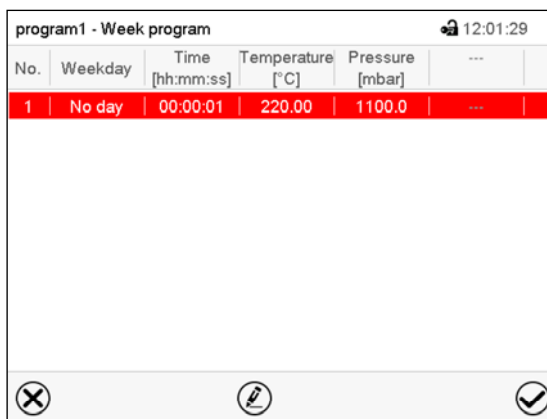 program1 - Week program 12:01:29
No. Weekday Time [hh:mm:ss] Temperature [°C] Pressure [mbar] ---
1 No day 00:00:01 220.00 1100.0 ---